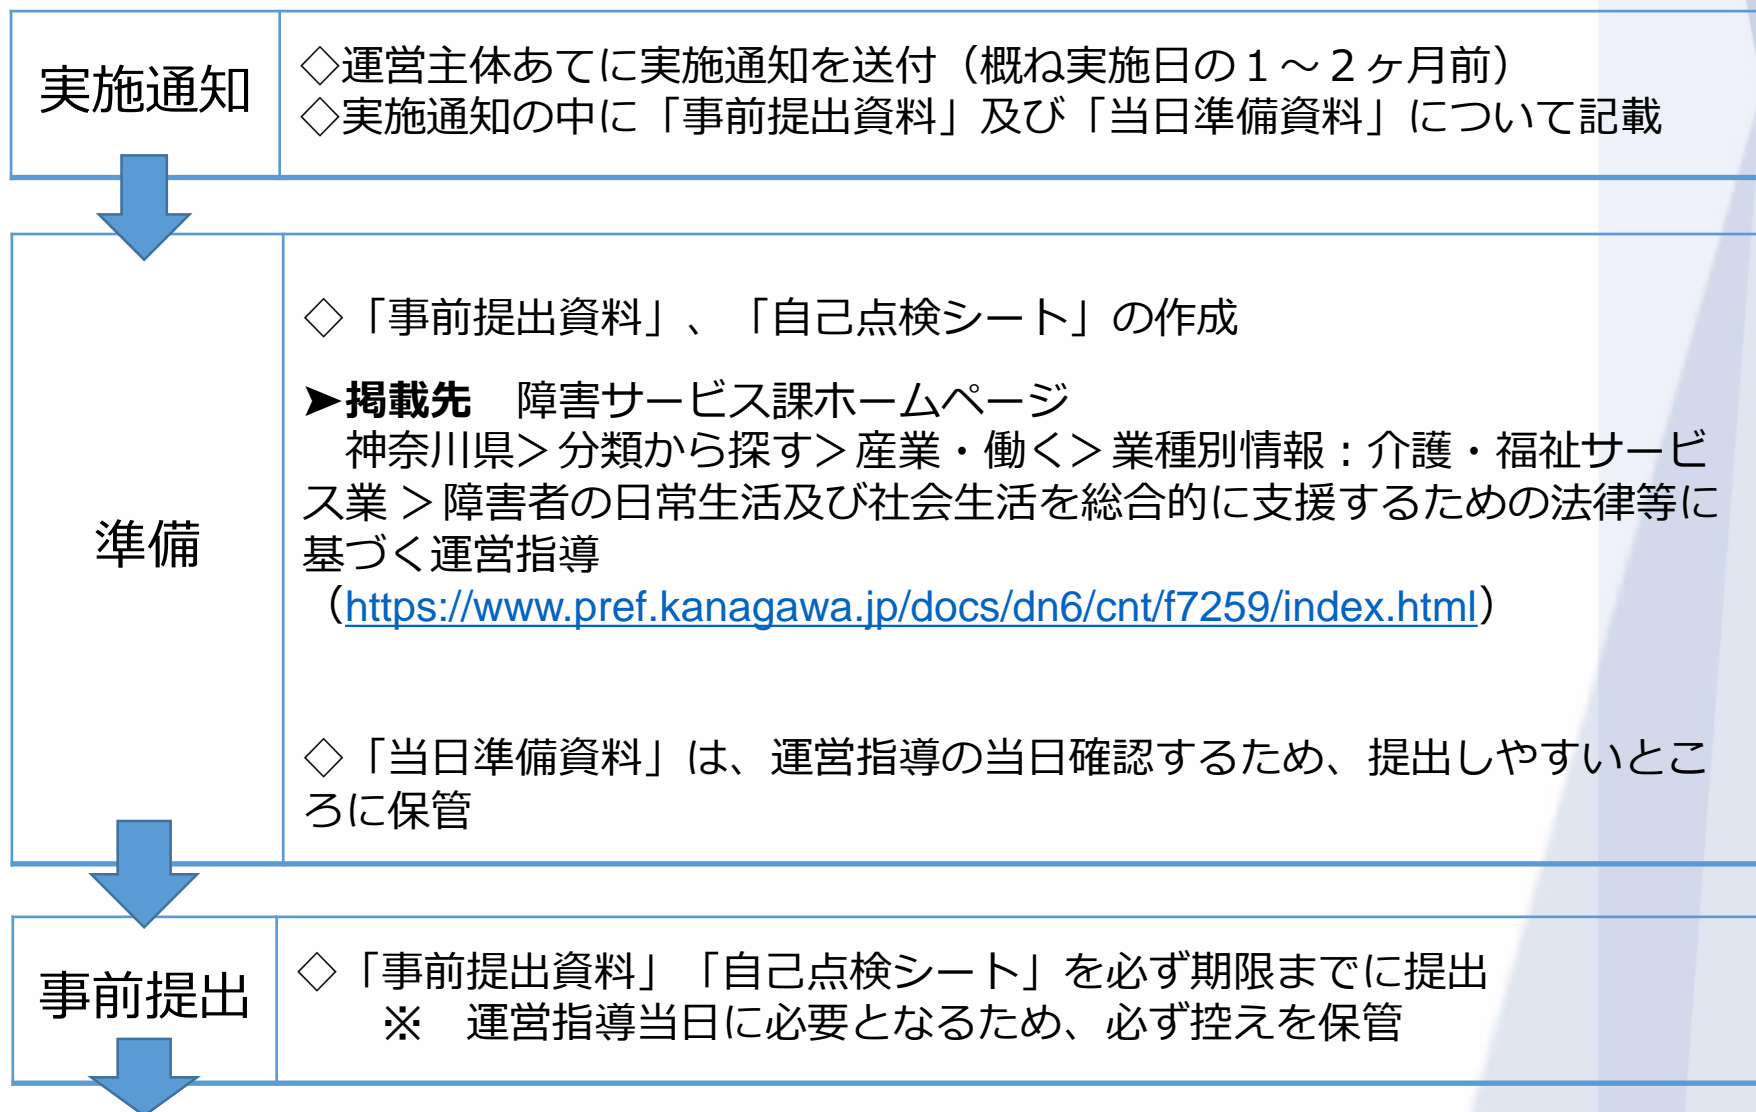 実施通知
◇運営主体あてに実施通知を送付（概ね実施日の１～２ヶ月前）
◇実施通知の中に「事前提出資料」及び「当日準備資料」について記載
準備
◇「事前提出資料」、「自己点検シート」の作成
➤掲載先　障害サービス課ホームページ
神奈川県＞分類から探す＞産業・働く＞業種別情報：介護・福祉サービ
ス業 ＞障害者の日常生活及び社会生活を総合的に支援するための法律等に
基づく運営指導
（https://www.pref.kanagawa.jp/docs/dn6/cnt/f7259/index.html）
◇「当日準備資料」は、運営指導の当日確認するため、提出しやすいとこ
ろに保管
事前提出
◇「事前提出資料」「自己点検シート」を必ず期限までに提出
※　運営指導当日に必要となるため、必ず控えを保管